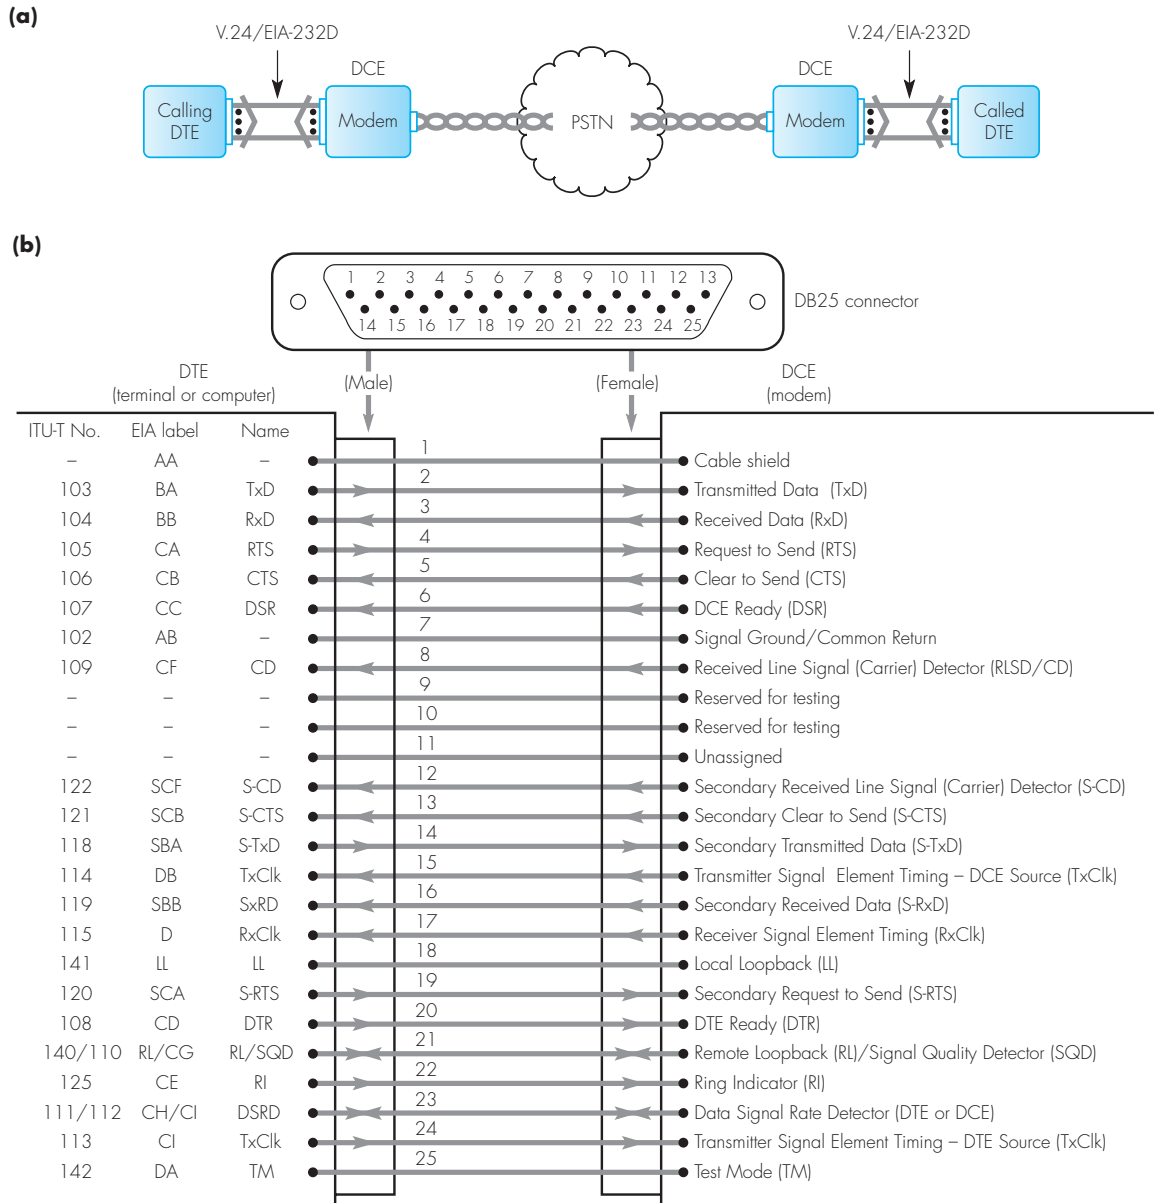 (a)
V.24/EIA-232D
V.24/EIA-232D
DCE
DCE
Calling DTE
Modem
PSTN
Modem
Called DTE
(b)
1 2 3 4 5 6 7 8 9 10 11 12 13
14 15 16 17 18 19 20 21 22 23 24 25
DB25 connector
DTE
(terminal or computer)
(Male)
(Female)
DCE
(modem)
ITU-T No. EIA label Name
– AA – 1 Cable shield
103 BA TxD 2 Transmitted Data (TxD)
104 BB RxD 3 Received Data (RxD)
105 CA RTS 4 Request to Send (RTS)
106 CB CTS 5 Clear to Send (CTS)
107 CC DSR 6 DCE Ready (DSR)
102 AB – 7 Signal Ground/Common Return
109 CF CD 8 Received Line Signal (Carrier) Detector (RLSD/CD)
– – – 9 Reserved for testing
– – – 10 Reserved for testing
– – – 11 Unassigned
122 SCF S-CD 12 Secondary Received Line Signal (Carrier) Detector (S-CD)
121 SCB S-CTS 13 Secondary Clear to Send (S-CTS)
118 SBA S-TxD 14 Secondary Transmitted Data (S-TxD)
114 DB TxClk 15 Transmitter Signal Element Timing – DCE Source (TxClk)
119 SBB SxRD 16 Secondary Received Data (S-RxD)
115 D RxClk 17 Receiver Signal Element Timing (RxClk)
141 LL LL 18 Local Loopback (LL)
120 SCA S-RTS 19 Secondary Request to Send (S-RTS)
108 CD DTR 20 DTE Ready (DTR)
140/110 RL/CG RL/SQD 21 Remote Loopback (RL)/Signal Quality Detector (SQD)
125 CE RI 22 Ring Indicator (RI)
111/112 CH/CI DSRD 23 Data Signal Rate Detector (DTE or DCE)
113 CI TxClk 24 Transmitter Signal Element Timing – DTE Source (TxClk)
142 DA TM 25 Test Mode (TM)